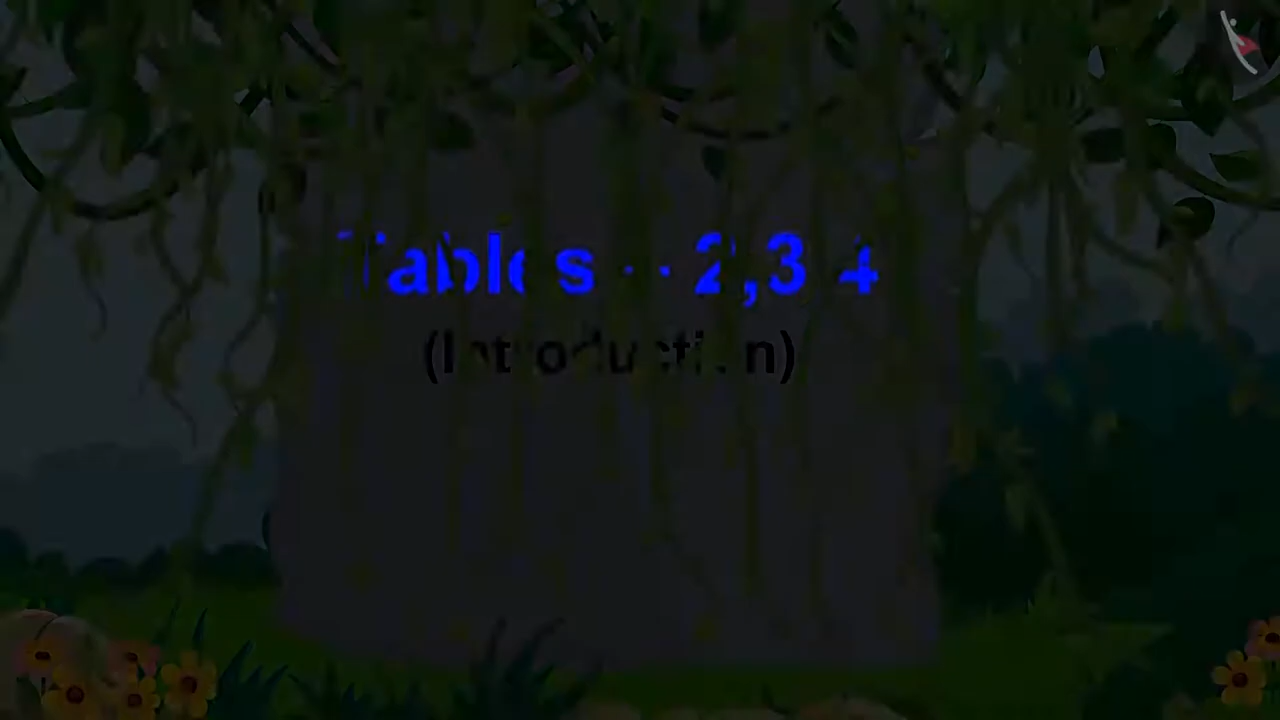 Tables - 2,3,4
(Introduction)